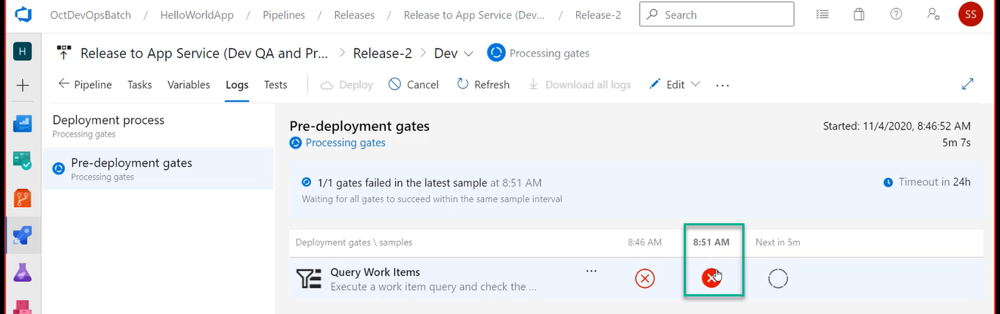 OctDevOpsBatch / HelloWorldApp / Pipelines / Releases / Release to App Service (Dev... / Release-2 Search SS
H Release to App Service (Dev QA and Pr... > Release-2 > Dev Processing gates
Pipeline Tasks Variables Logs Tests Deploy Cancel Refresh Download all logs Edit ...
Deployment process
Processing gates
Pre-deployment gates
Processing gates
Pre-deployment gates Started: 11/4/2020, 8:46:52 AM
Processing gates 5m 7s
1/1 gates failed in the latest sample at 8:51 AM Timeout in 24h
Waiting for all gates to succeed within the same sample interval
Deployment gates \ samples 8:46 AM 8:51 AM Next in 5m
Query Work Items ...
Execute a work item query and check the ...